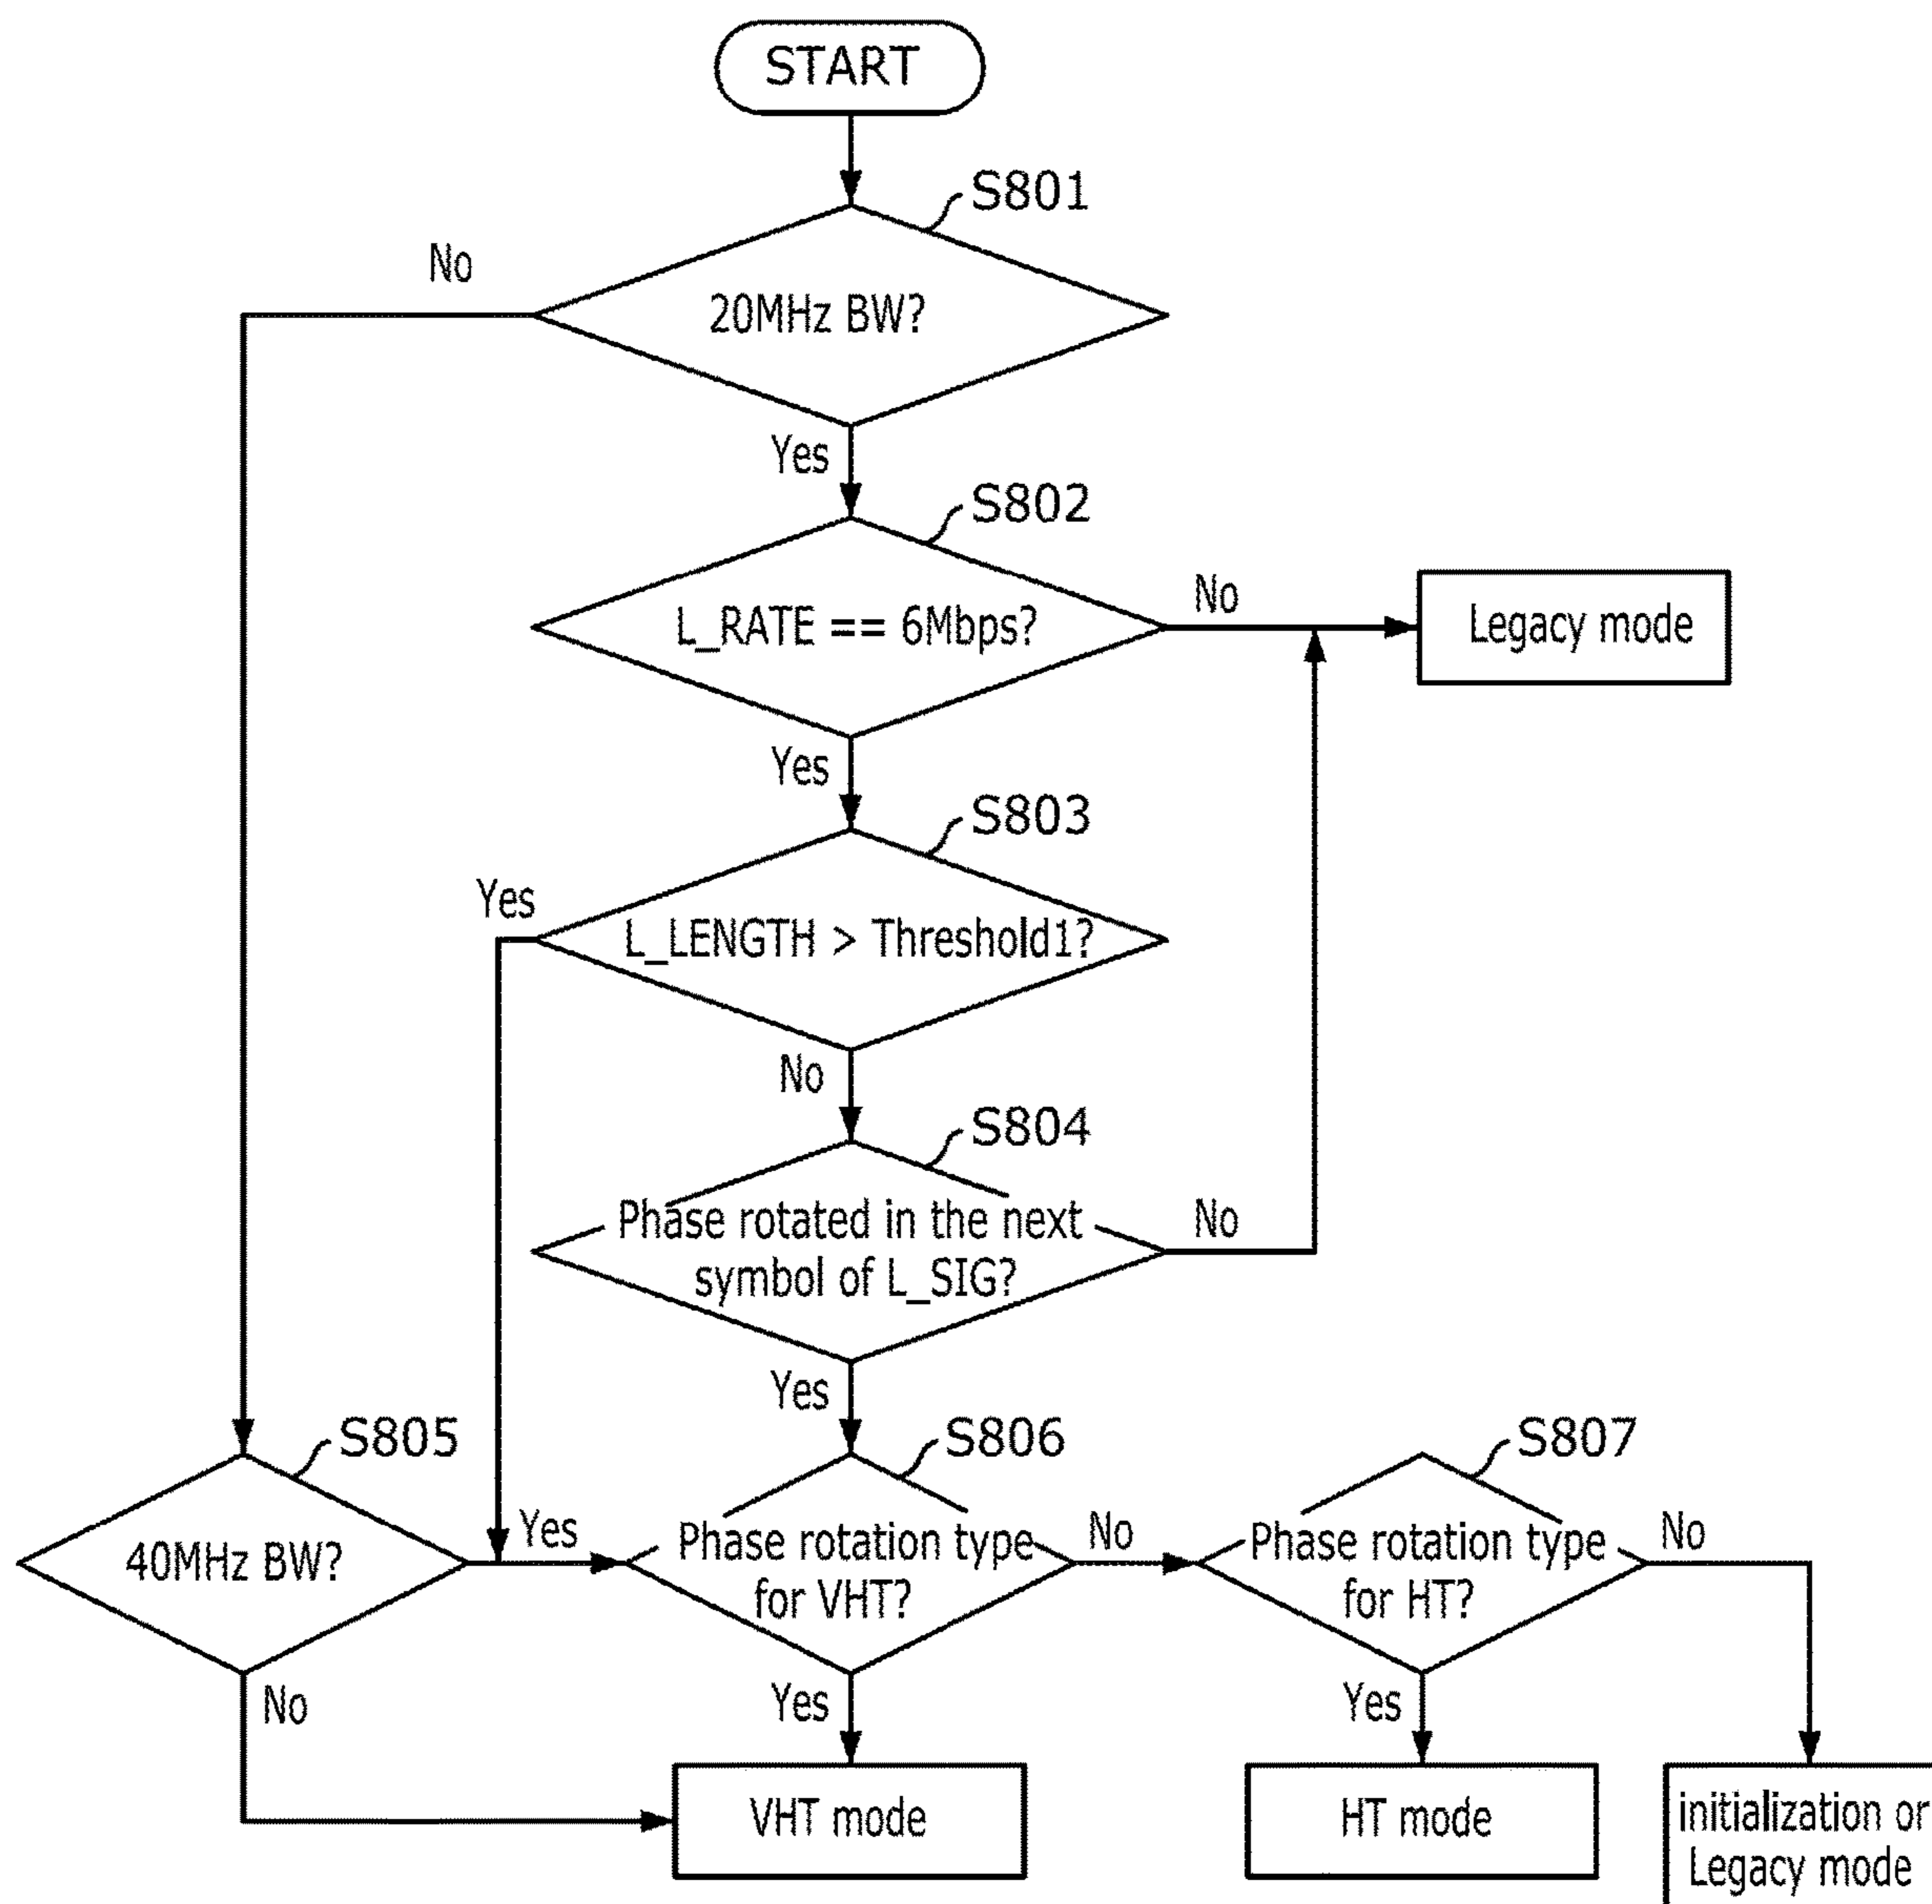 START
S801
No
20MHz BW?
Yes
S802
L_RATE == 6Mbps?
No
Legacy mode
Yes
S803
Yes
L_LENGTH > Threshold1?
No
S804
Phase rotated in the next
symbol of L_SIG?
No
Yes
S805
S806
S807
40MHz BW?
Yes
Phase rotation type
for VHT?
No
Phase rotation type
for HT?
No
No
Yes
Yes
VHT mode
HT mode
initialization or
Legacy mode